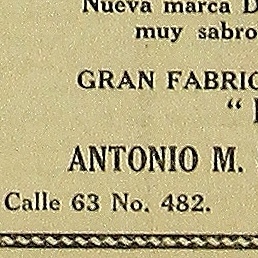 Nueva marca D
muy sabro
GRAN FABRIC
“
ANTONIO M.
Calle 63 No. 482.